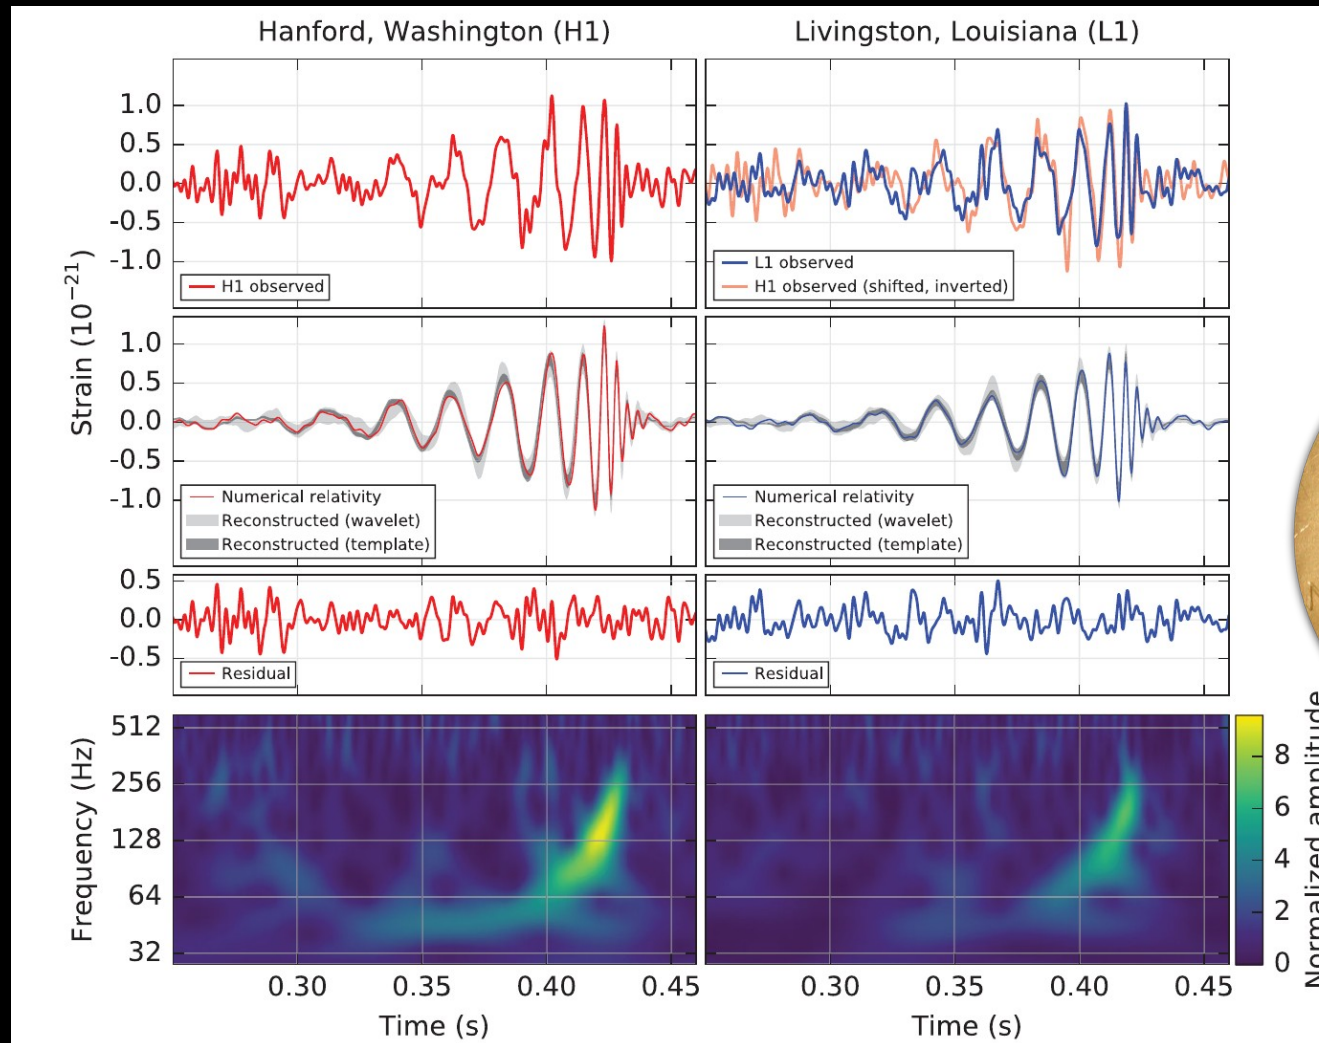 Hanford, Washington (H1)
Livingston, Louisiana (L1)
Strain (10⁻²¹)
1.0
0.5
0.0
-0.5
-1.0
H1 observed
L1 observed
H1 observed (shifted, inverted)
1.0
0.5
0.0
-0.5
-1.0
Numerical relativity
Reconstructed (wavelet)
Reconstructed (template)
Numerical relativity
Reconstructed (wavelet)
Reconstructed (template)
0.5
0.0
-0.5
Residual
Residual
Frequency (Hz)
512
256
128
64
32
0.30
0.35
0.40
0.45
Time (s)
0.30
0.35
0.40
0.45
Time (s)
8
6
4
2
0
Normalized amplitude